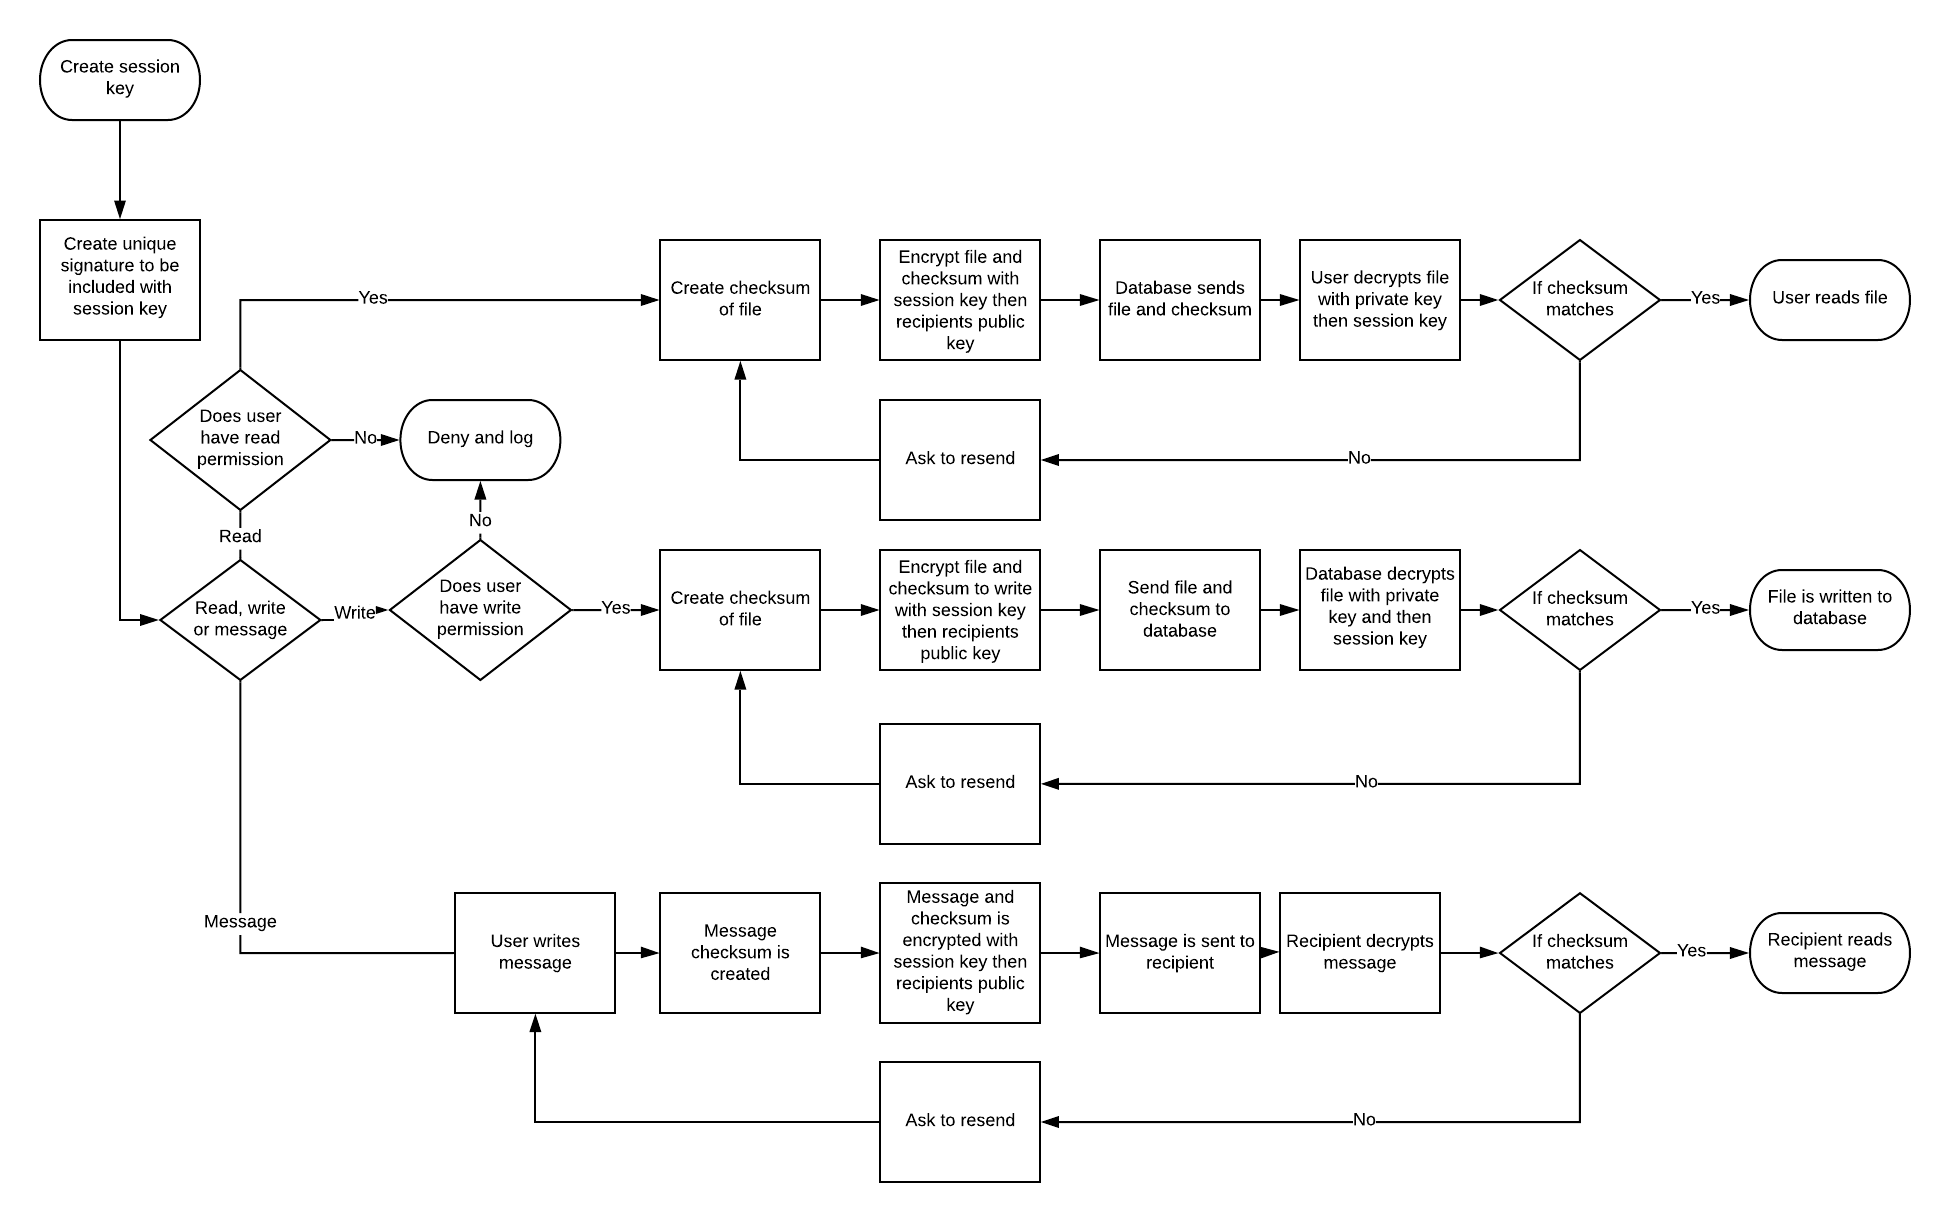 Create session
key
Create unique
signature to be
included with
session key
Yes
Create checksum
of file
Encrypt file and
checksum with
session key then
recipients public
key
Database sends
file and checksum
User decrypts file
with private key
then session key
If checksum
matches
Yes
User reads file
Does user
have read
permission
No
Deny and log
Ask to resend
No
Read
No
Read, write
or message
Write
Does user
have write
permission
Yes
Create checksum
of file
Encrypt file and
checksum to write
with session key
then recipients
public key
Send file and
checksum to
database
Database decrypts
file with private
key and then
session key
If checksum
matches
Yes
File is written to
database
Ask to resend
No
Message
User writes
message
Message
checksum is
created
Message and
checksum is
encrypted with
session key then
recipients public
key
Message is sent to
recipient
Recipient decrypts
message
If checksum
matches
Yes
Recipient reads
message
Ask to resend
No